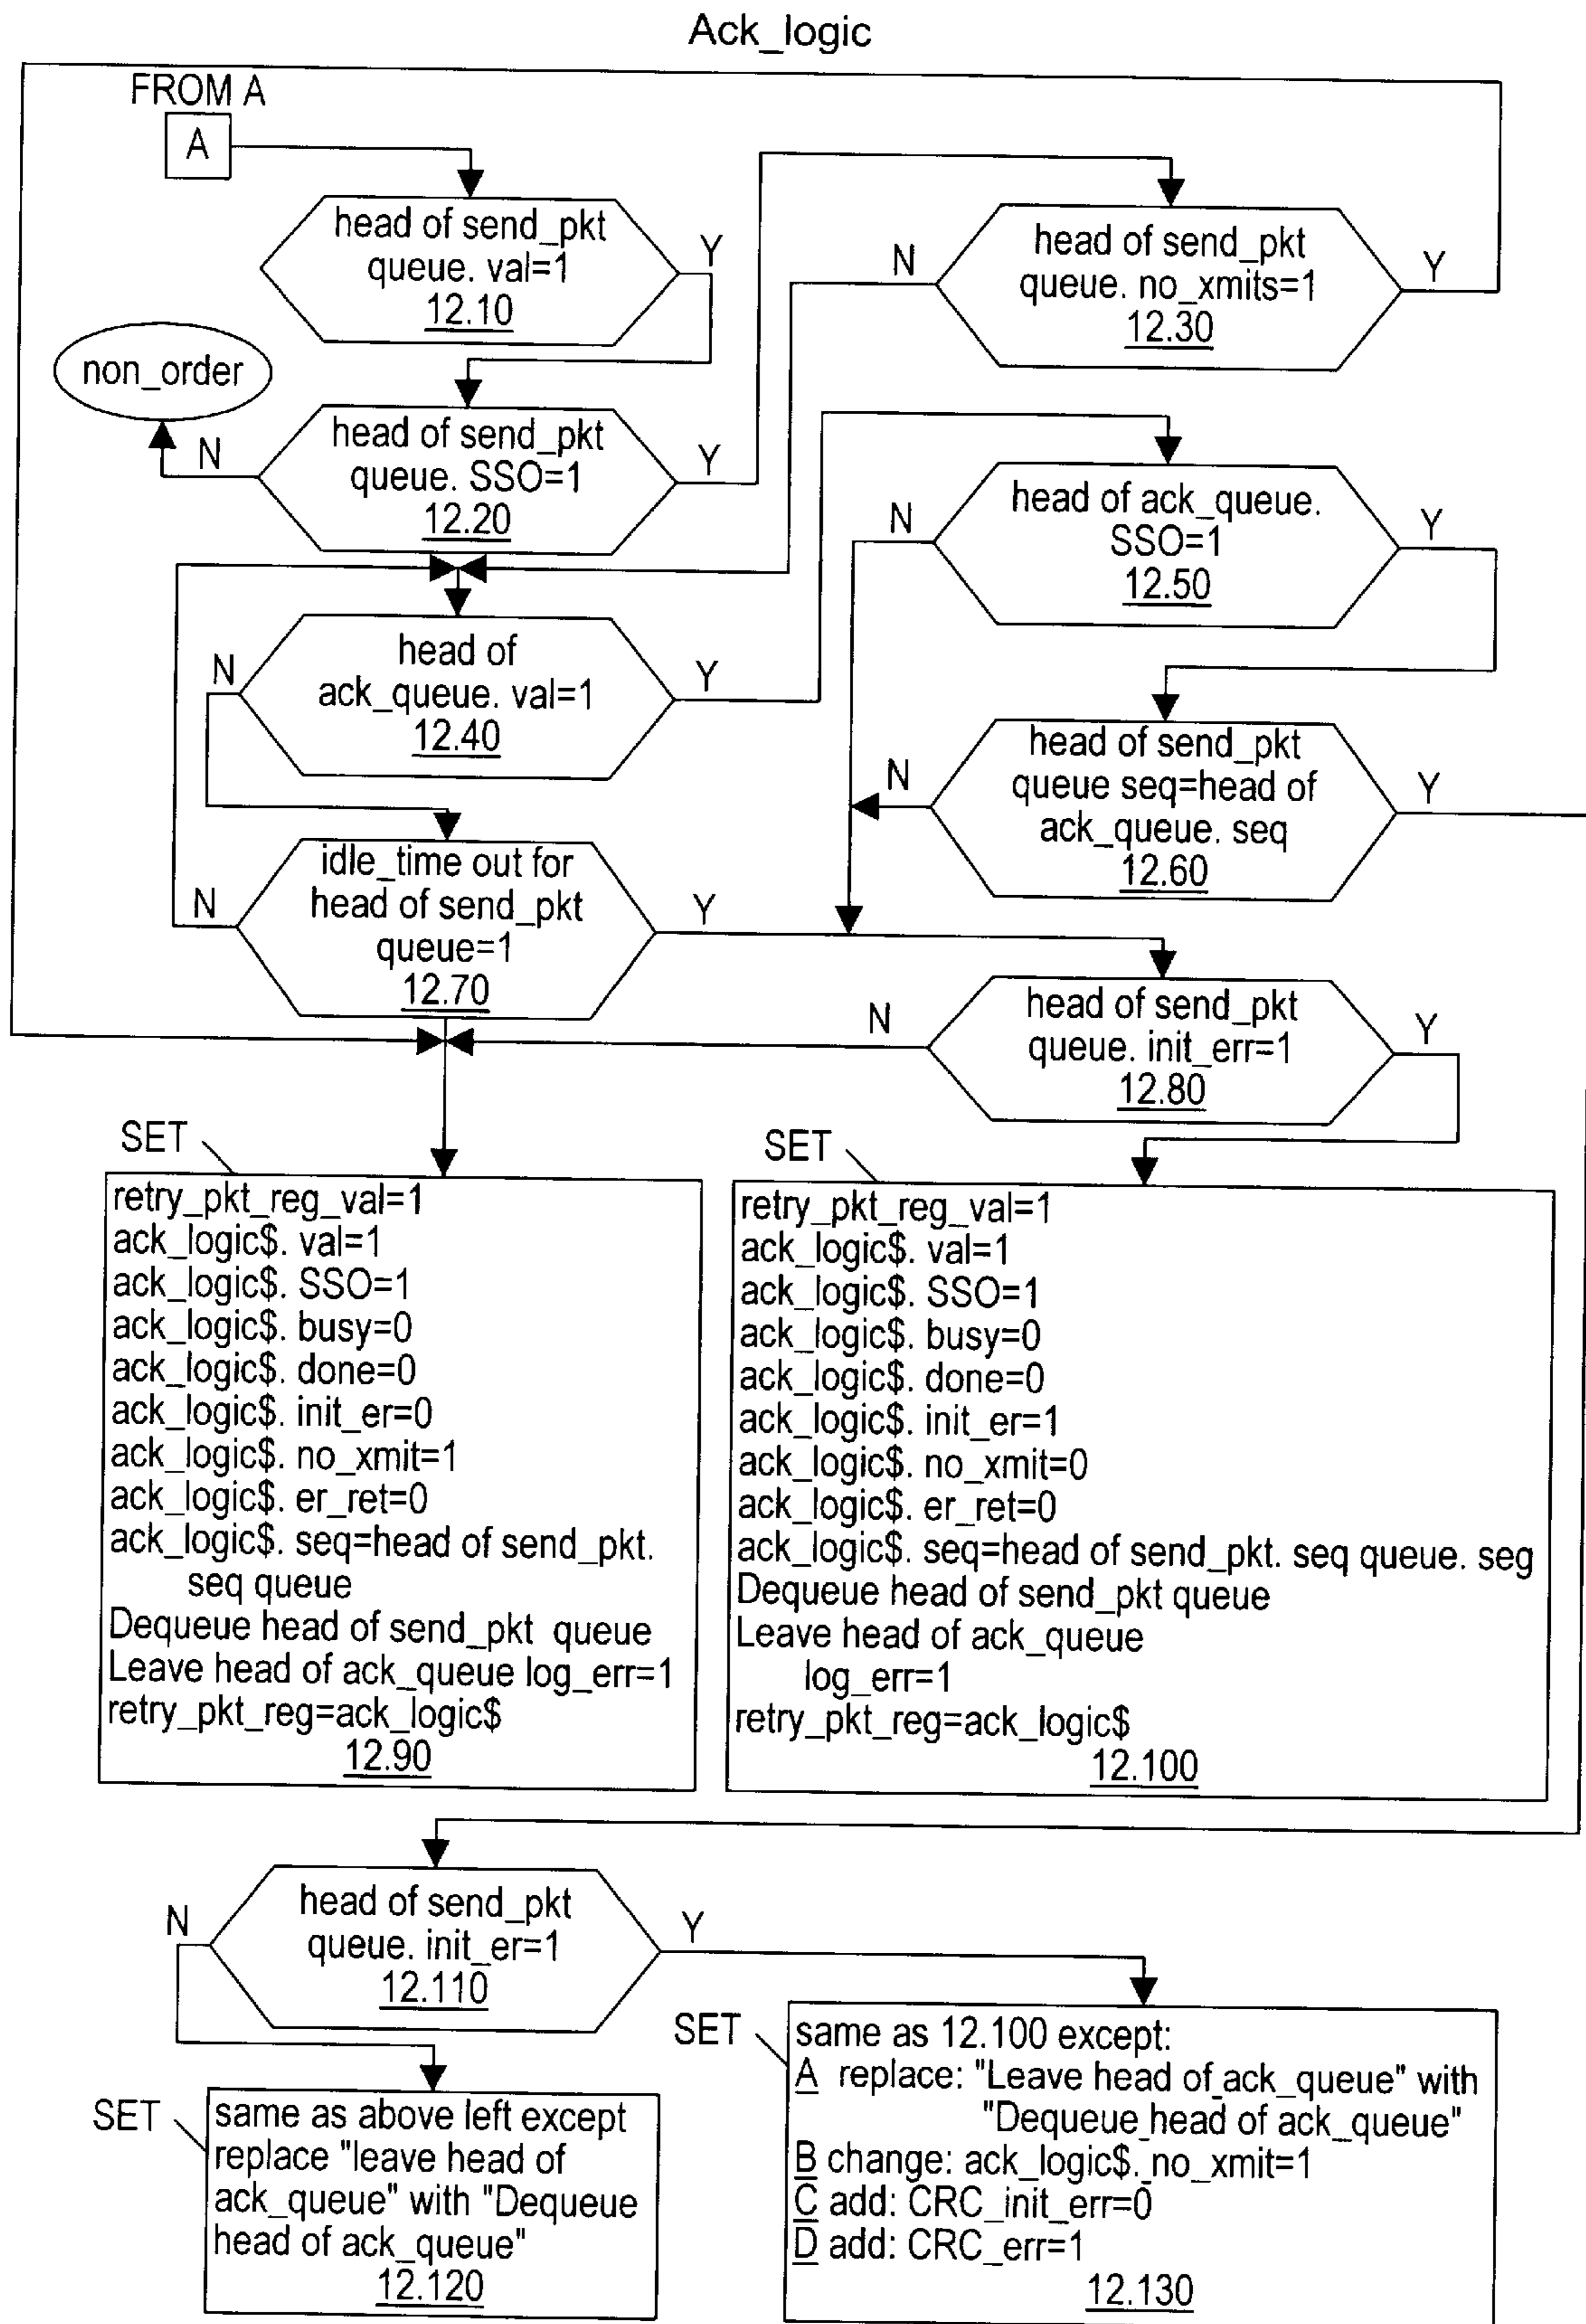 Ack_logic
FROM A
A
head of send_pkt
queue. val=1
12.10
Y
head of send_pkt
queue. no_xmits=1
12.30
N
Y
non_order
head of send_pkt
queue. SSO=1
12.20
N
Y
head of ack_queue.
SSO=1
12.50
N
Y
head of
ack_queue. val=1
12.40
N
Y
head of send_pkt
queue seq=head of
ack_queue. seq
12.60
N
Y
idle_time out for
head of send_pkt
queue=1
12.70
N
Y
head of send_pkt
queue. init_err=1
12.80
N
Y
SET
retry_pkt_reg_val=1
ack_logic$. val=1
ack_logic$. SSO=1
ack_logic$. busy=0
ack_logic$. done=0
ack_logic$. init_er=0
ack_logic$. no_xmit=1
ack_logic$. er_ret=0
ack_logic$. seq=head of send_pkt.
seq queue
Dequeue head of send_pkt queue
Leave head of ack_queue log_err=1
retry_pkt_reg=ack_logic$
12.90
SET
retry_pkt_reg_val=1
ack_logic$. val=1
ack_logic$. SSO=1
ack_logic$. busy=0
ack_logic$. done=0
ack_logic$. init_er=1
ack_logic$. no_xmit=0
ack_logic$. er_ret=0
ack_logic$. seq=head of send_pkt. seq queue. seg
Dequeue head of send_pkt queue
Leave head of ack_queue
log_err=1
retry_pkt_reg=ack_logic$
12.100
head of send_pkt
queue. init_er=1
12.110
N
Y
SET
same as above left except
replace "leave head of
ack_queue" with "Dequeue
head of ack_queue"
12.120
SET
same as 12.100 except:
A replace: "Leave head of ack_queue" with
"Dequeue head of ack_queue"
B change: ack_logic$. no_xmit=1
C add: CRC_init_err=0
D add: CRC_err=1
12.130